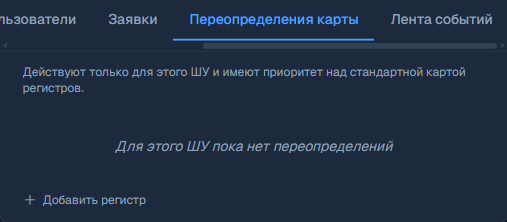 льзователи Заявки Переопределения карты Лента событий
Действуют только для этого ШУ и имеют приоритет над стандартной картой
регистров.
Для этого ШУ пока нет переопределений
+ Добавить регистр